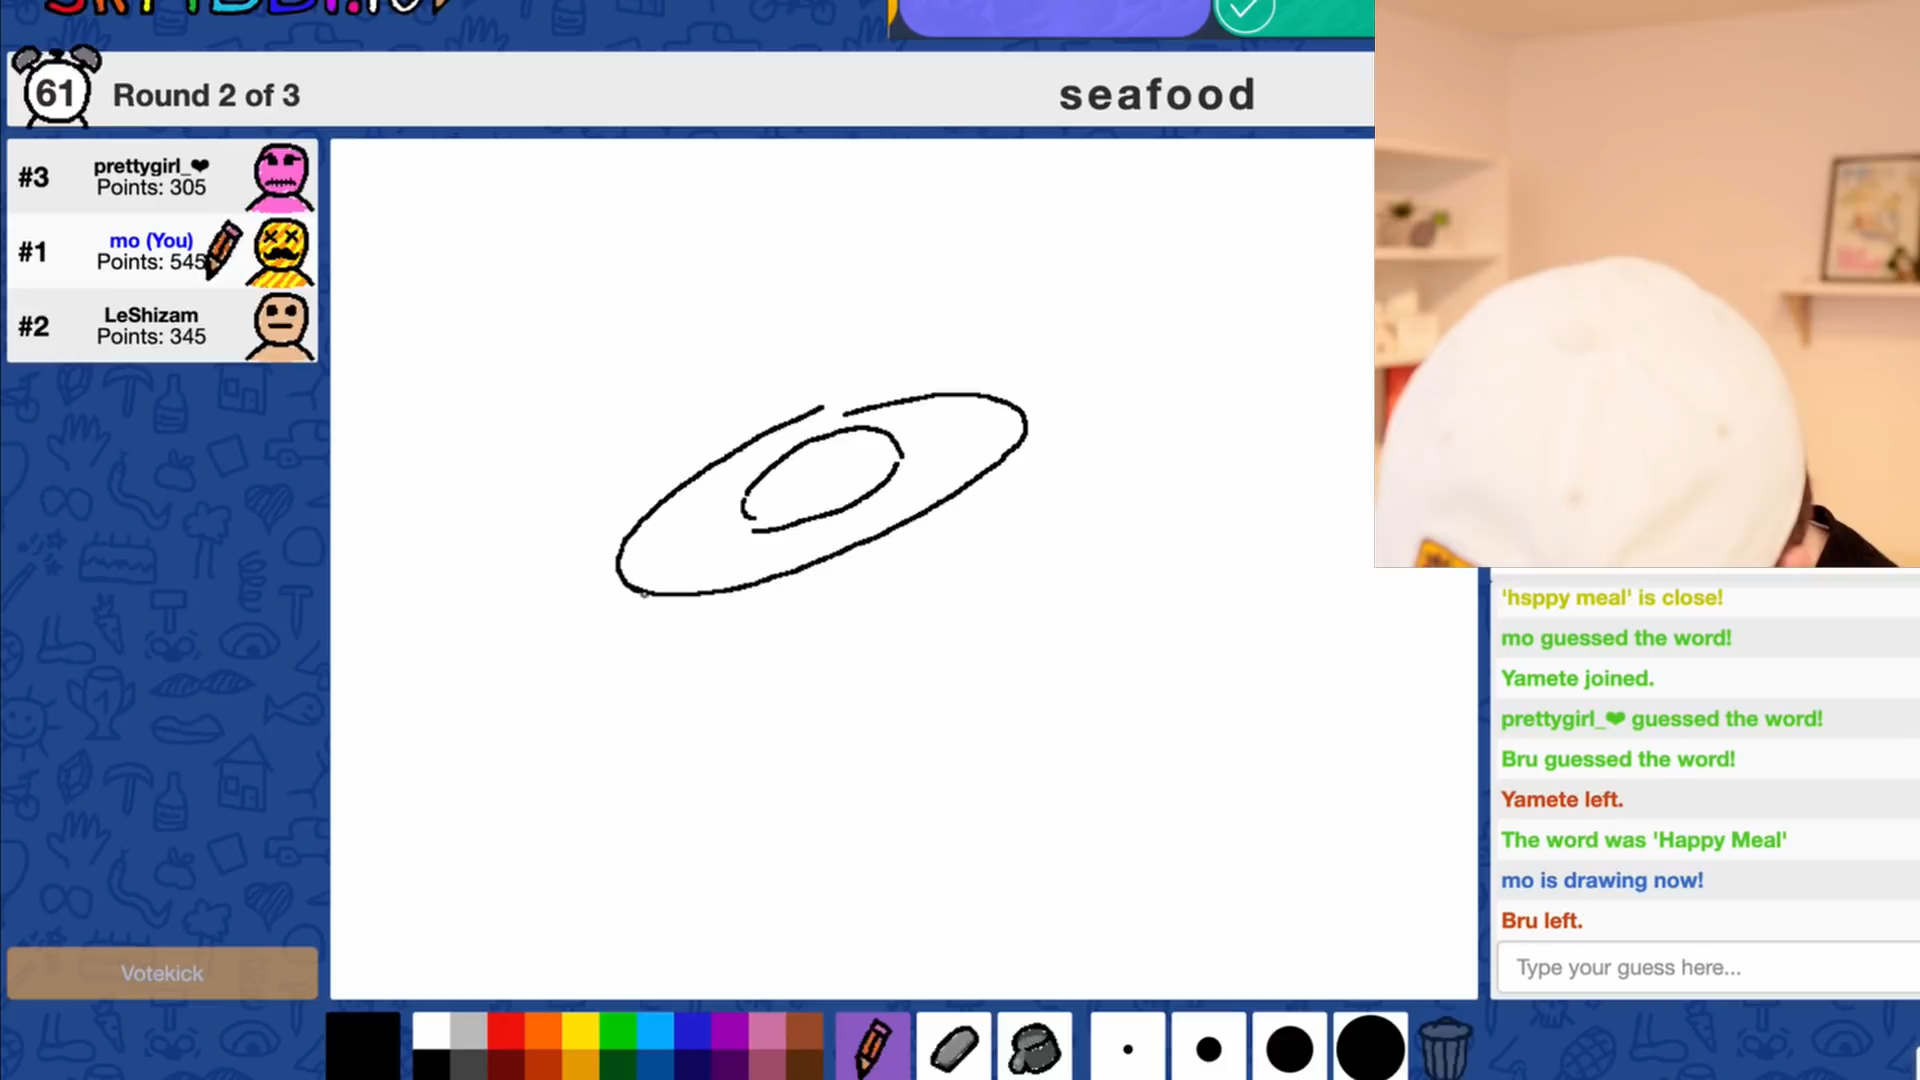 61
Round 2 of 3
seafood
#3
prettygirl_❤
Points: 305
#1
mo (You)
Points: 545
#2
LeShizam
Points: 345
'hsppy meal' is close!
mo guessed the word!
Yamete joined.
prettygirl_❤ guessed the word!
Bru guessed the word!
Yamete left.
The word was 'Happy Meal'
mo is drawing now!
Bru left.
Type your guess here...
Votekick